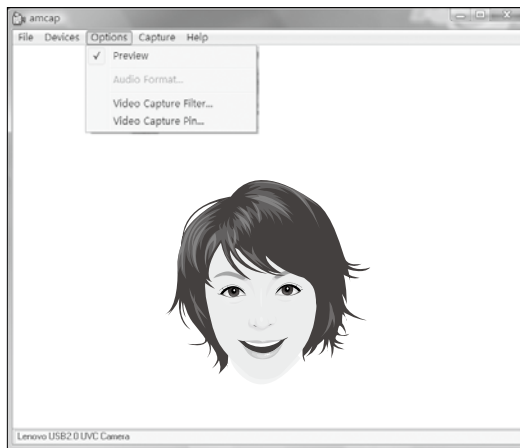 amcap
File Devices Options Capture Help
Preview
Audio Format...
Video Capture Filter...
Video Capture Pin...
Lenovo USB2.0 UVC Camera